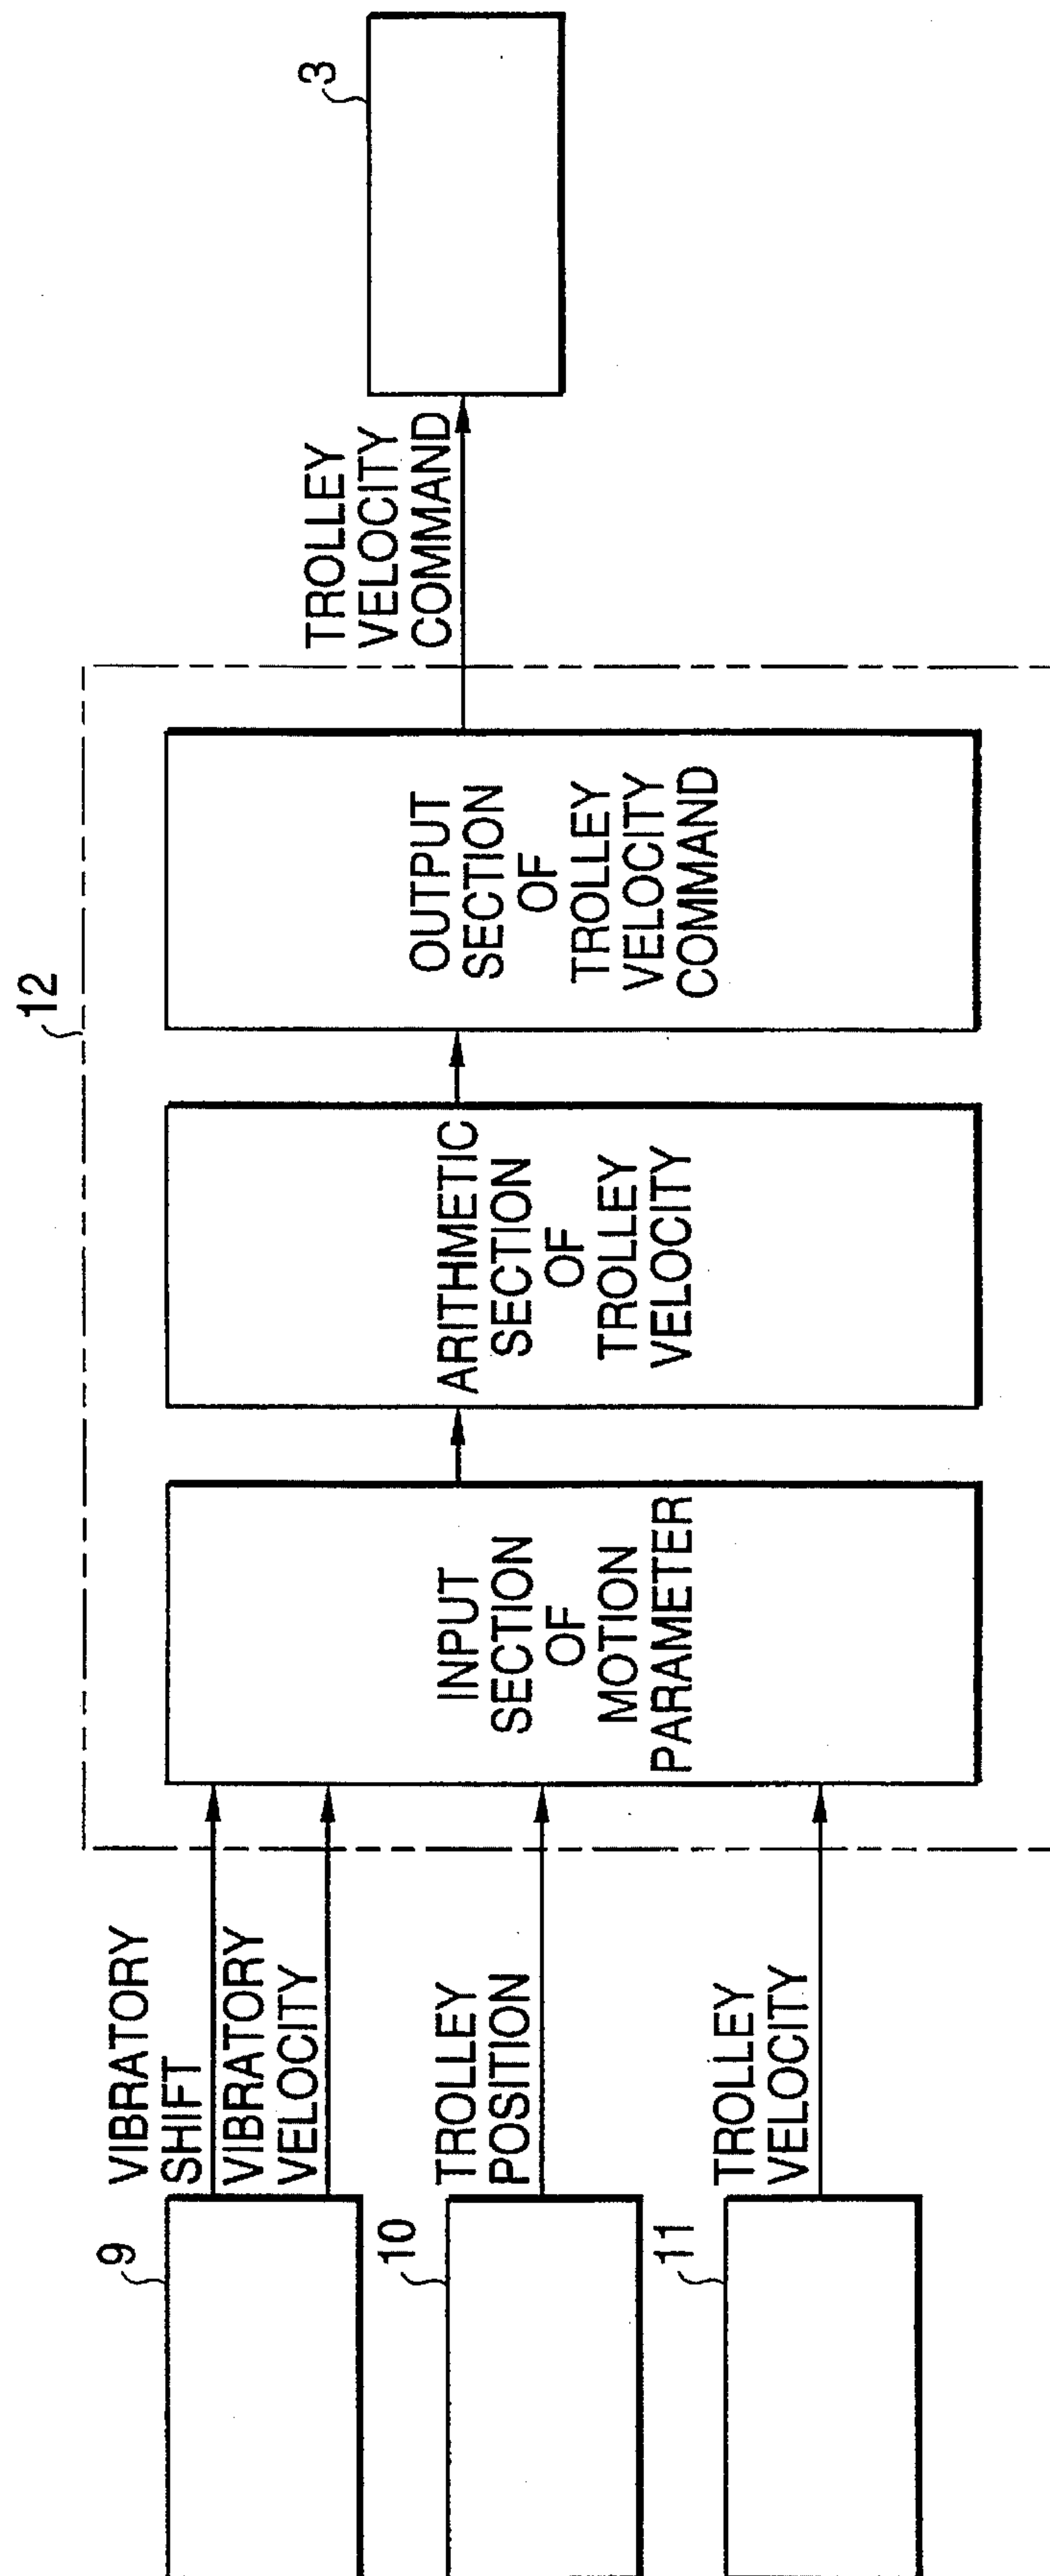 9
VIBRATORY
SHIFT
VIBRATORY
VELOCITY
10
TROLLEY
POSITION
11
TROLLEY
VELOCITY
12
INPUT
SECTION
OF
MOTION
PARAMETER
ARITHMETIC
SECTION
OF
TROLLEY
VELOCITY
OUTPUT
SECTION
OF
TROLLEY
VELOCITY
COMMAND
TROLLEY
VELOCITY
COMMAND
3